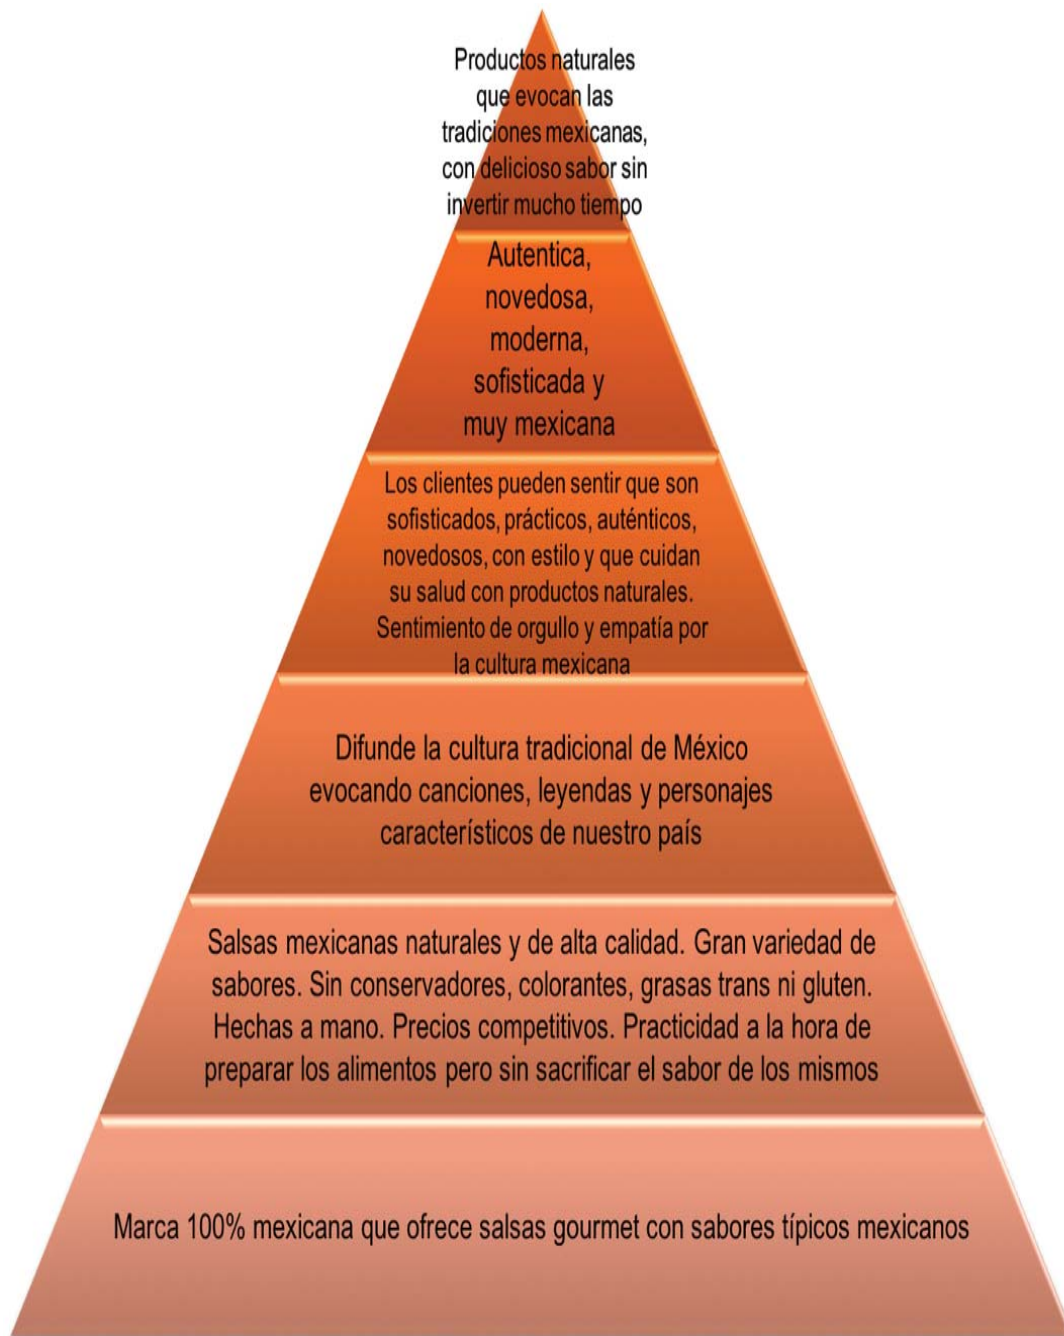 Productos naturales
que evocan las
tradiciones mexicanas,
con delicioso sabor sin
invertir mucho tiempo
Autentica,
novedosa,
moderna,
sofisticada y
muy mexicana
Los clientes pueden sentir que son
sofisticados, prácticos, auténticos,
novedosos, con estilo y que cuidan
su salud con productos naturales.
Sentimiento de orgullo y empatía por
la cultura mexicana
Difunde la cultura tradicional de México
evocando canciones, leyendas y personajes
característicos de nuestro país
Salsas mexicanas naturales y de alta calidad. Gran variedad de
sabores. Sin conservadores, colorantes, grasas trans ni gluten.
Hechas a mano. Precios competitivos. Practicidad a la hora de
preparar los alimentos pero sin sacrificar el sabor de los mismos
Marca 100% mexicana que ofrece salsas gourmet con sabores típicos mexicanos